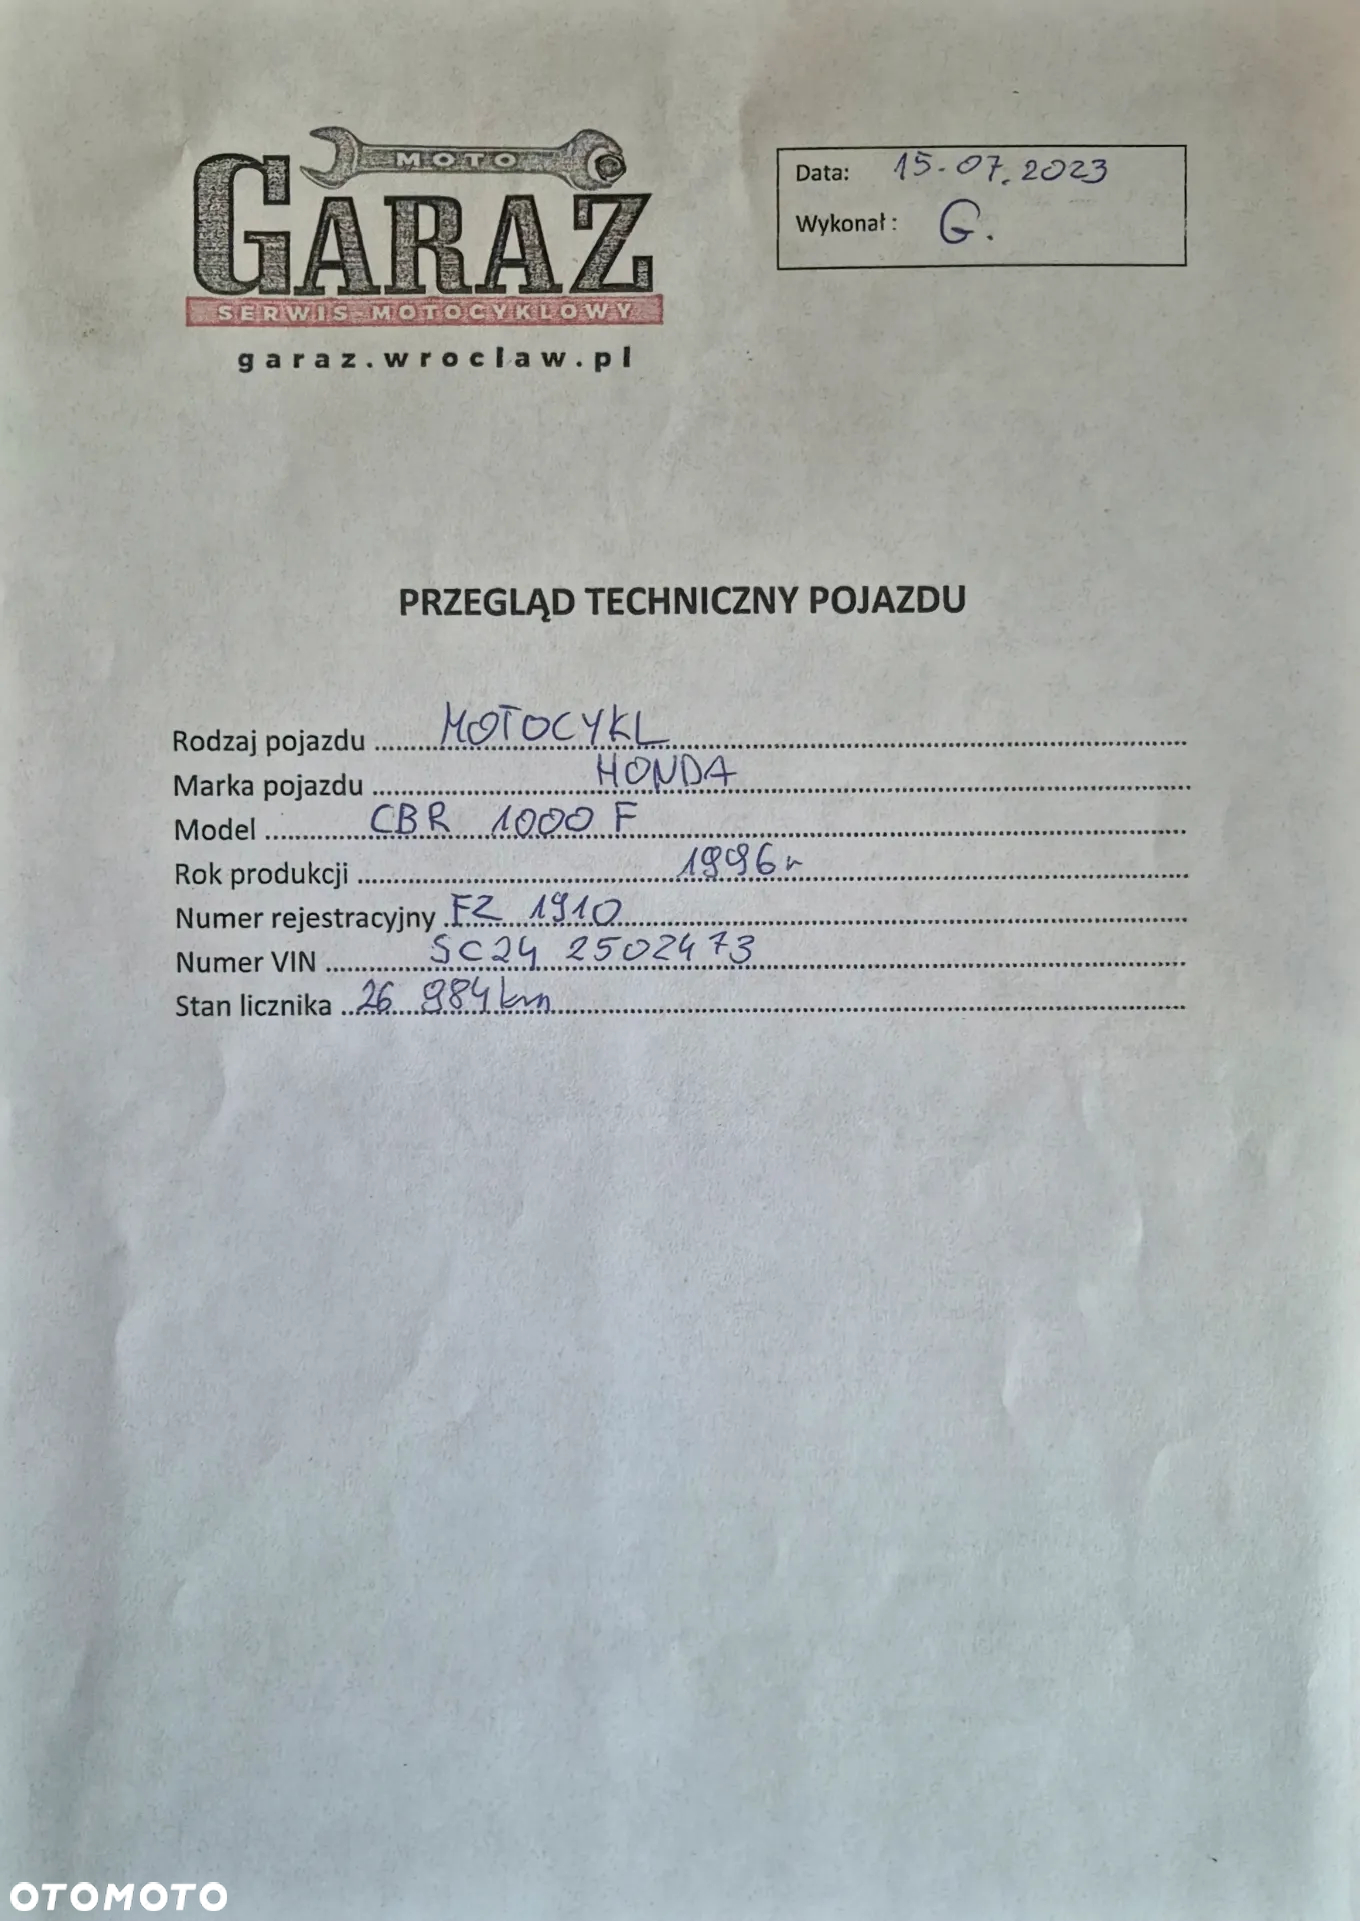 MOTO
GARAŻ
SERWIS-MOTOCYKLOWY
garaz.wroclaw.pl
Data: 15-07.2023
Wykonał: G.
PRZEGLĄD TECHNICZNY POJAZDU
Rodzaj pojazdu MOTOCYKL
Marka pojazdu HONDA
Model CBR 1000 F
Rok produkcji 1996r
Numer rejestracyjny FZ 1910
Numer VIN SC24 2502473
Stan licznika 26 984km
OTOMOTO